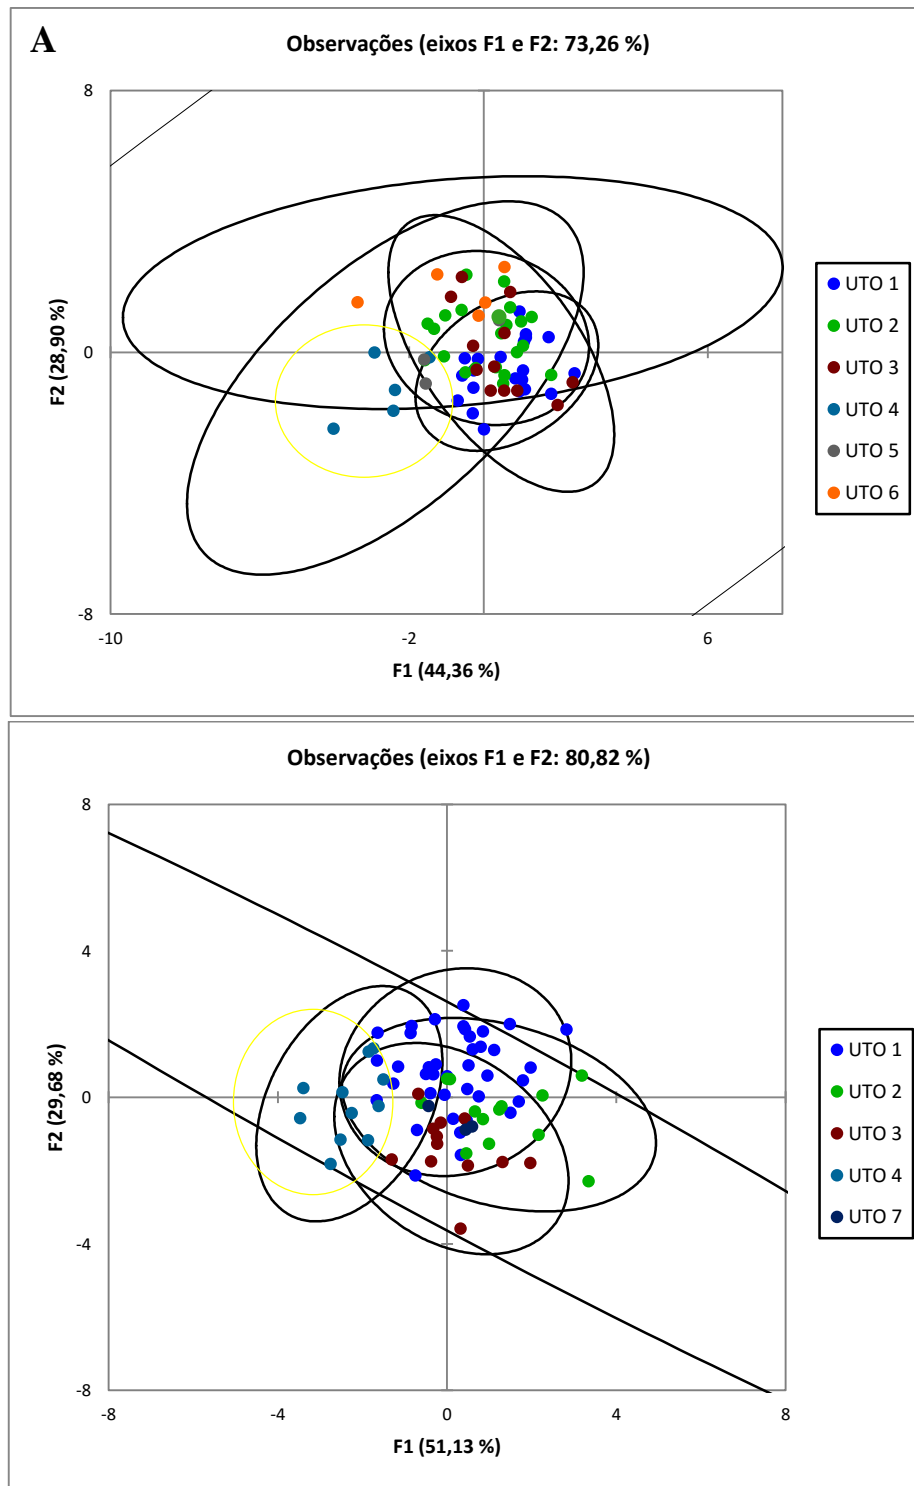 A
Observações (eixos F1 e F2: 73,26 %)
8
0
-8
-10
-2
6
F2 (28,90 %)
F1 (44,36 %)
UTO 1
UTO 2
UTO 3
UTO 4
UTO 5
UTO 6
Observações (eixos F1 e F2: 80,82 %)
8
4
0
-4
-8
-8
-4
0
4
8
F2 (29,68 %)
F1 (51,13 %)
UTO 1
UTO 2
UTO 3
UTO 4
UTO 7